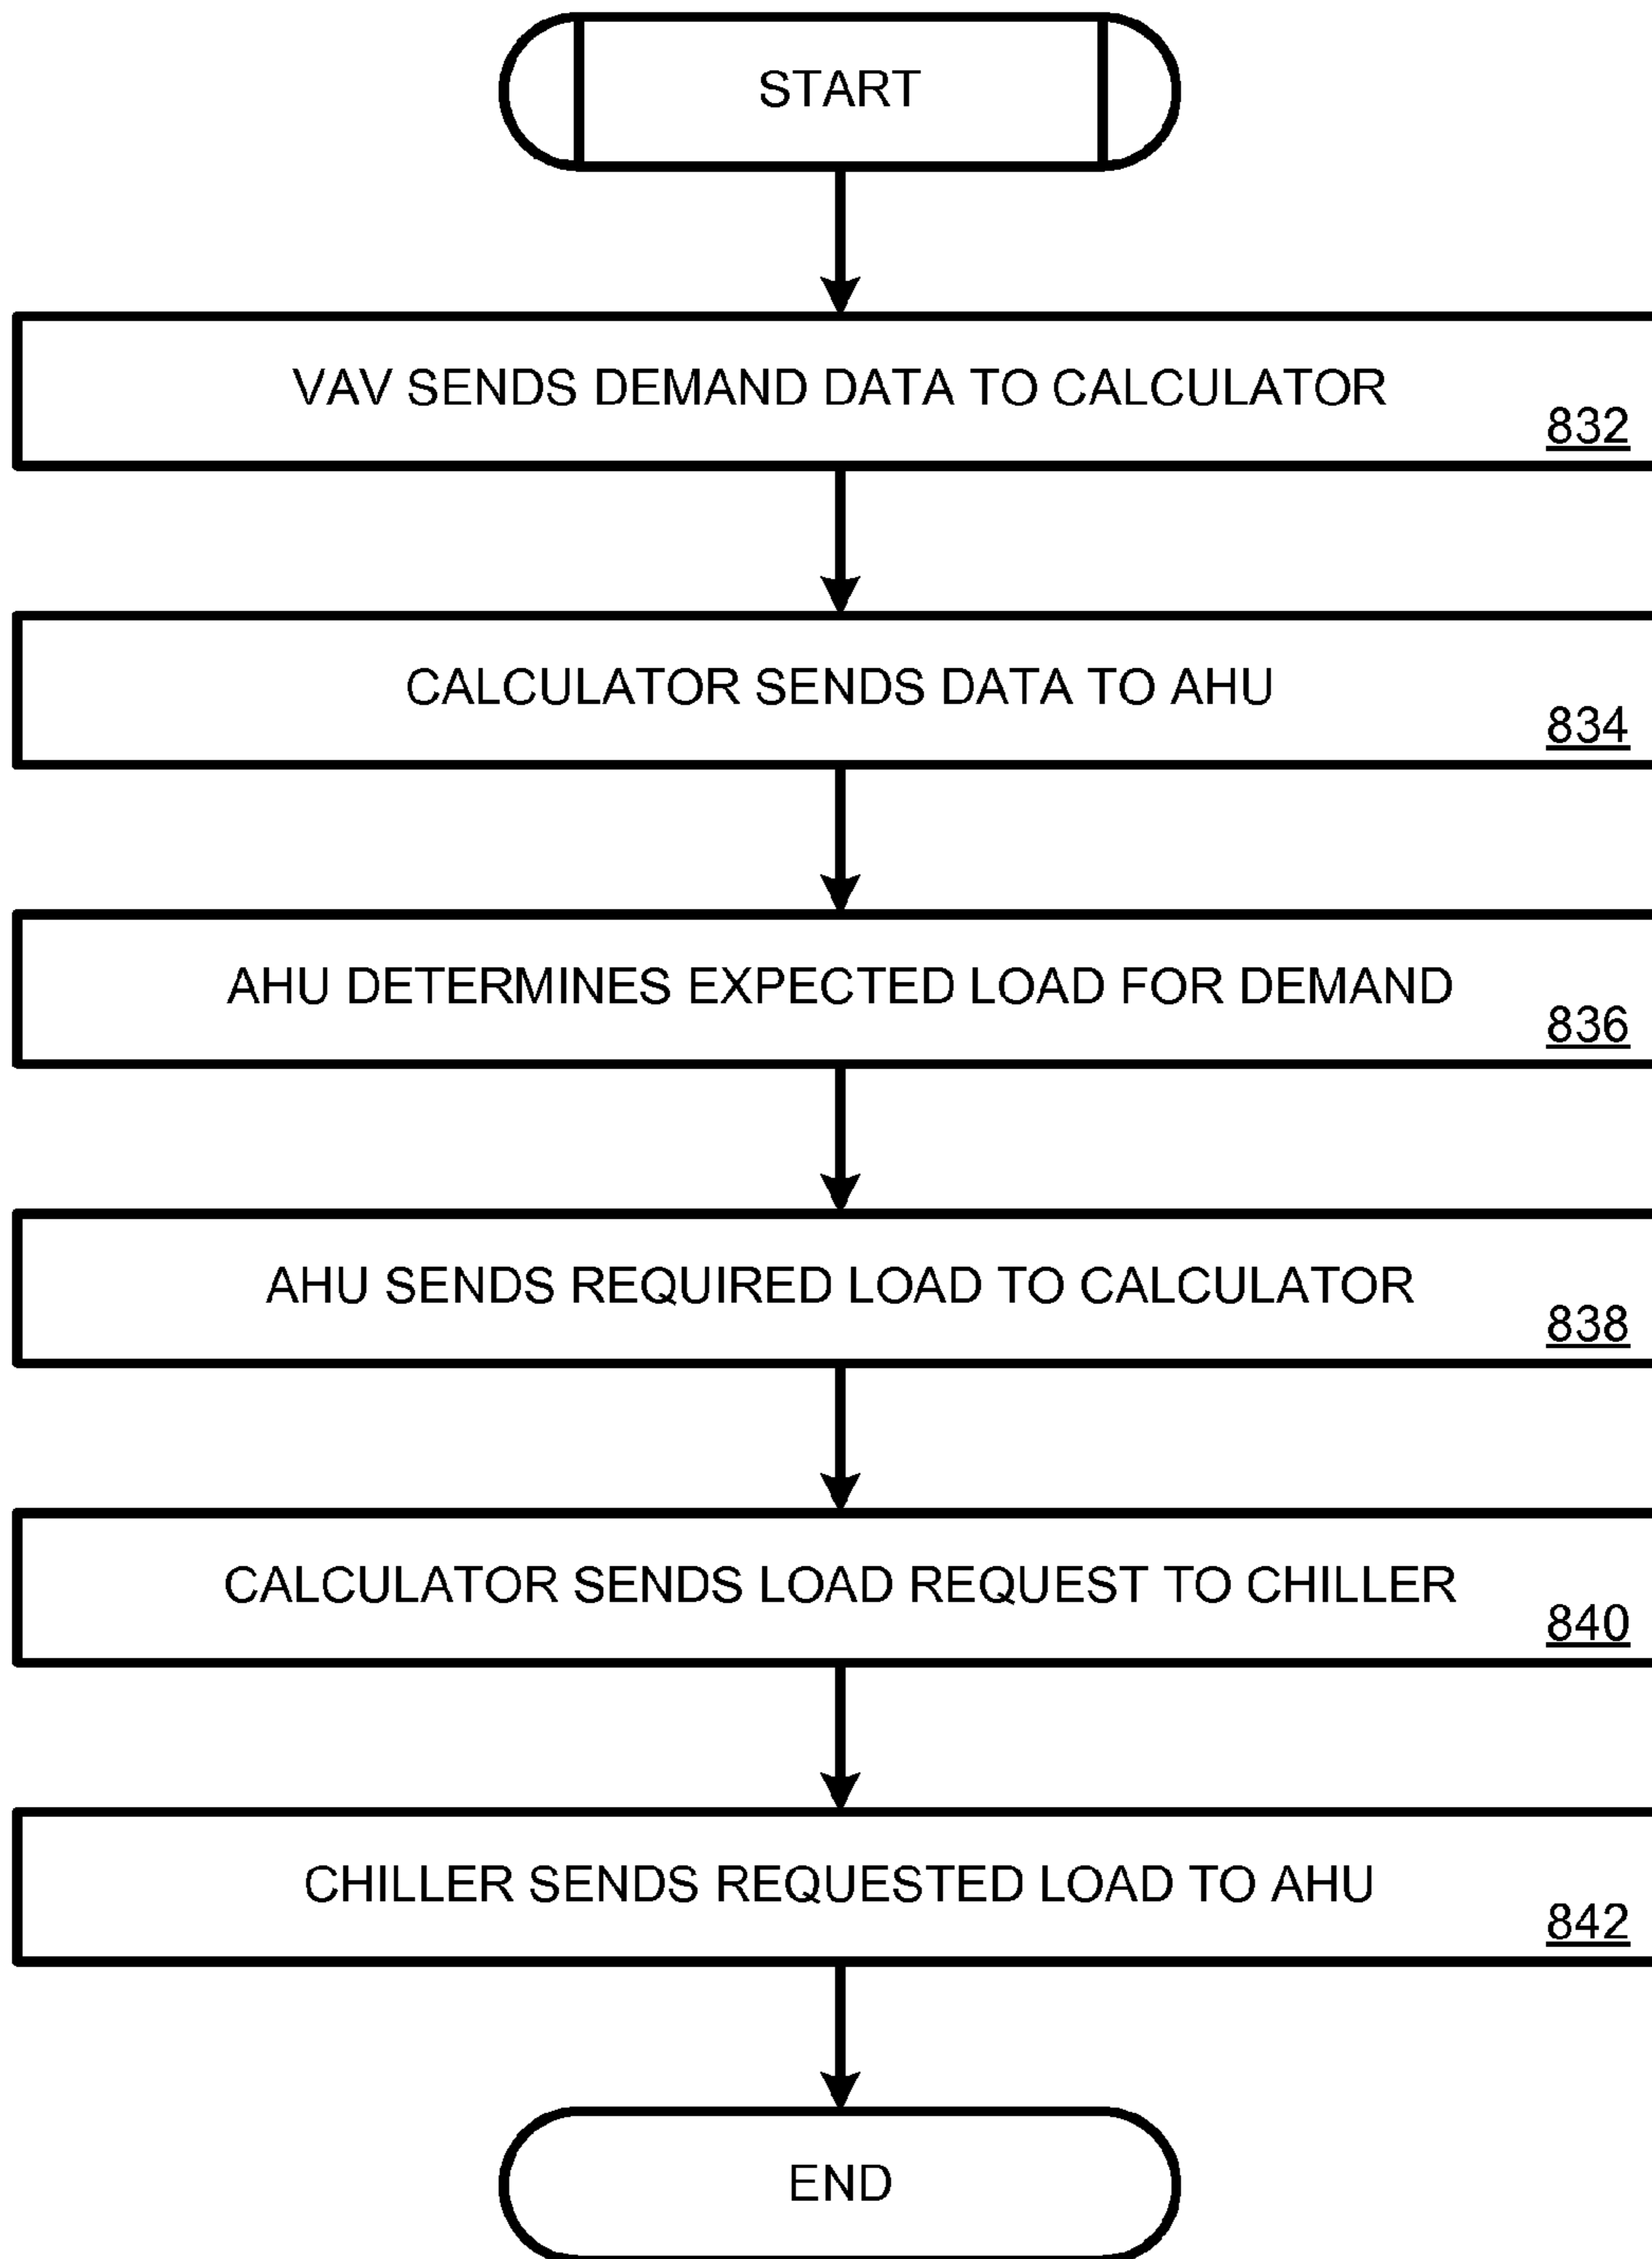 START
VAV SENDS DEMAND DATA TO CALCULATOR
832
CALCULATOR SENDS DATA TO AHU
834
AHU DETERMINES EXPECTED LOAD FOR DEMAND
836
AHU SENDS REQUIRED LOAD TO CALCULATOR
838
CALCULATOR SENDS LOAD REQUEST TO CHILLER
840
CHILLER SENDS REQUESTED LOAD TO AHU
842
END